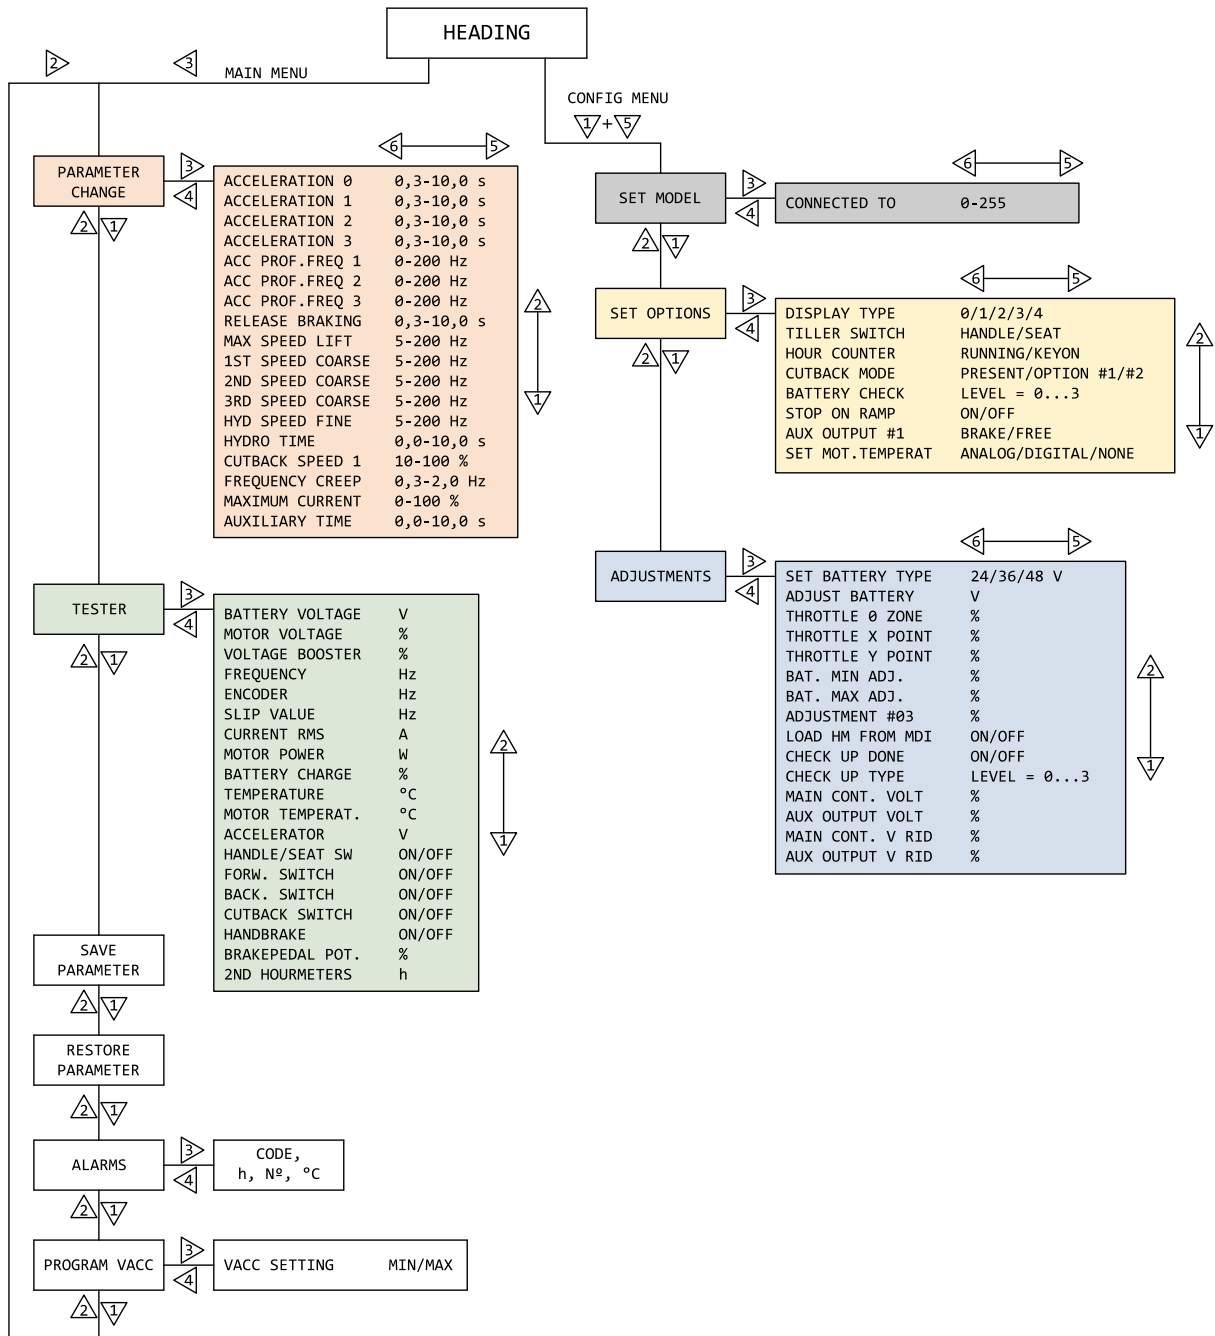 HEADING
2 3
MAIN MENU
CONFIG MENU
1+5
PARAMETER
CHANGE
3
4
2 1
6 5
ACCELERATION 0 0,3-10,0 s
ACCELERATION 1 0,3-10,0 s
ACCELERATION 2 0,3-10,0 s
ACCELERATION 3 0,3-10,0 s
ACC PROF.FREQ 1 0-200 Hz
ACC PROF.FREQ 2 0-200 Hz
ACC PROF.FREQ 3 0-200 Hz
RELEASE BRAKING 0,3-10,0 s
MAX SPEED LIFT 5-200 Hz
1ST SPEED COARSE 5-200 Hz
2ND SPEED COARSE 5-200 Hz
3RD SPEED COARSE 5-200 Hz
HYD SPEED FINE 5-200 Hz
HYDRO TIME 0,0-10,0 s
CUTBACK SPEED 1 10-100 %
FREQUENCY CREEP 0,3-2,0 Hz
MAXIMUM CURRENT 0-100 %
AUXILIARY TIME 0,0-10,0 s
2
1
TESTER
3
4
2 1
BATTERY VOLTAGE V
MOTOR VOLTAGE %
VOLTAGE BOOSTER %
FREQUENCY Hz
ENCODER Hz
SLIP VALUE Hz
CURRENT RMS A
MOTOR POWER W
BATTERY CHARGE %
TEMPERATURE ºC
MOTOR TEMPERAT. ºC
ACCELERATOR V
HANDLE/SEAT SW ON/OFF
FORW. SWITCH ON/OFF
BACK. SWITCH ON/OFF
CUTBACK SWITCH ON/OFF
HANDBRAKE ON/OFF
BRAKEPEDAL POT. %
2ND HOURMETERS h
2
1
SAVE
PARAMETER
2 1
RESTORE
PARAMETER
2 1
ALARMS
3
4
CODE,
h, Nº, ºC
2 1
PROGRAM VACC
3
4
VACC SETTING MIN/MAX
2 1
SET MODEL
3
4
6 5
CONNECTED TO 0-255
2 1
SET OPTIONS
3
4
6 5
DISPLAY TYPE 0/1/2/3/4
TILLER SWITCH HANDLE/SEAT
HOUR COUNTER RUNNING/KEYON
CUTBACK MODE PRESENT/OPTION #1/#2
BATTERY CHECK LEVEL = 0...3
STOP ON RAMP ON/OFF
AUX OUTPUT #1 BRAKE/FREE
SET MOT.TEMPERAT ANALOG/DIGITAL/NONE
2
1
2 1
ADJUSTMENTS
3
4
6 5
SET BATTERY TYPE 24/36/48 V
ADJUST BATTERY V
THROTTLE 0 ZONE %
THROTTLE X POINT %
THROTTLE Y POINT %
BAT. MIN ADJ. %
BAT. MAX ADJ. %
ADJUSTMENT #03 %
LOAD HM FROM MDI ON/OFF
CHECK UP DONE ON/OFF
CHECK UP TYPE LEVEL = 0...3
MAIN CONT. VOLT %
AUX OUTPUT VOLT %
MAIN CONT. V RID %
AUX OUTPUT V RID %
2
1